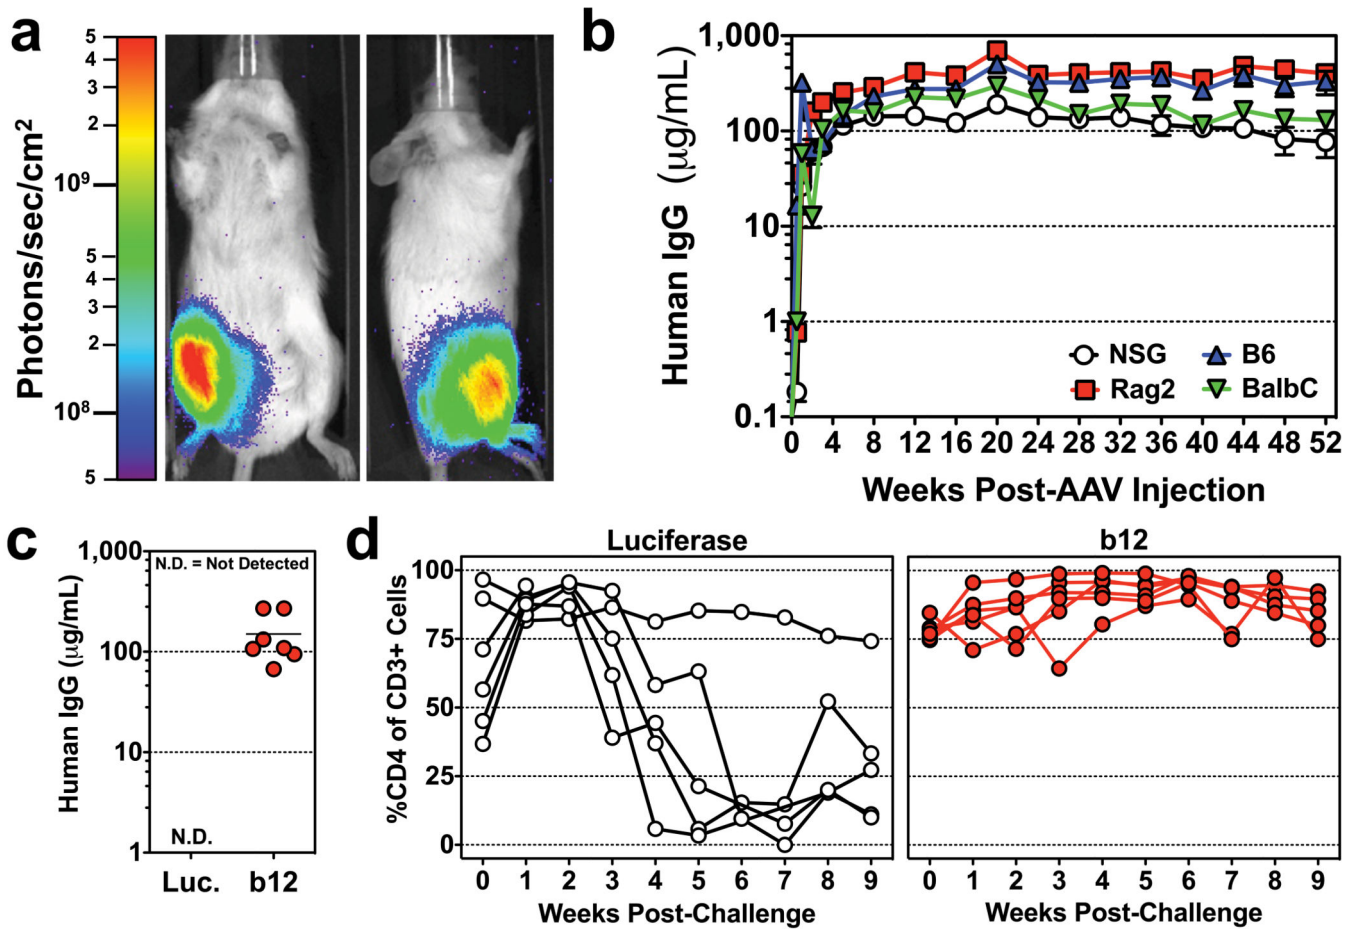 a
Photons/sec/cm2
5
4
3
2
10⁹
5
4
3
2
10⁸
5
b
Human IgG (μg/mL)
1,000
100
10
1
0.1
NSG
B6
Rag2
BalbC
0 4 8 12 16 20 24 28 32 36 40 44 48 52
Weeks Post-AAV Injection
c
Human IgG (μg/mL)
1,000
100
10
1
N.D. = Not Detected
N.D.
Luc. b12
d
Luciferase
b12
%CD4 of CD3+ Cells
100
75
50
25
0
0 1 2 3 4 5 6 7 8 9
Weeks Post-Challenge
100
75
50
25
0
0 1 2 3 4 5 6 7 8 9
Weeks Post-Challenge